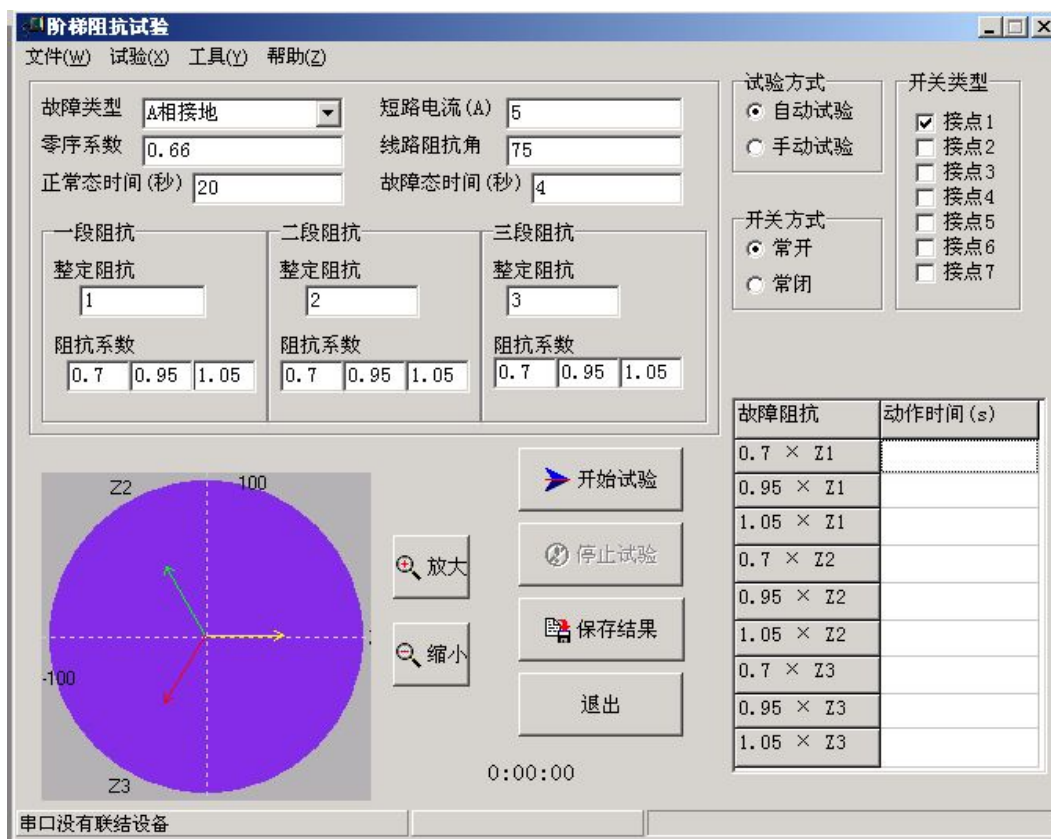 阶梯阻抗试验
文件(W) 试验(X) 工具(Y) 帮助(Z)
故障类型 A相接地 短路电流(A) 5
零序系数 0.66 线路阻抗角 75
正常态时间(秒) 20 故障态时间(秒) 4
一段阻抗 二段阻抗 三段阻抗
整定阻抗 整定阻抗 整定阻抗
1 2 3
阻抗系数 阻抗系数 阻抗系数
0.7 0.95 1.05 0.7 0.95 1.05 0.7 0.95 1.05
试验方式
自动试验
手动试验
开关方式
常开
常闭
开关类型
接点1
接点2
接点3
接点4
接点5
接点6
接点7
Z2 100
-100
Z3
放大
缩小
开始试验
停止试验
保存结果
退出
0:00:00
故障阻抗 动作时间(s)
0.7 × Z1
0.95 × Z1
1.05 × Z1
0.7 × Z2
0.95 × Z2
1.05 × Z2
0.7 × Z3
0.95 × Z3
1.05 × Z3
串口没有联结设备